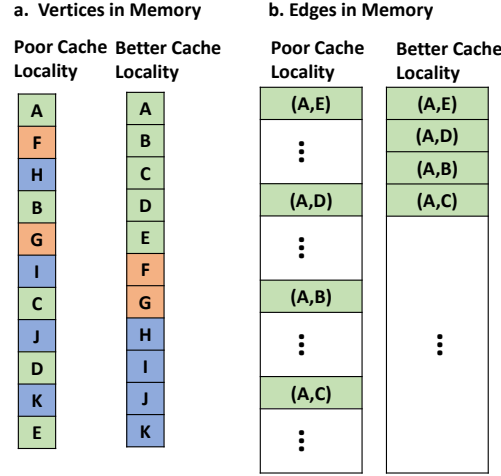 a. Vertices in Memory
Poor Cache
Locality
Better Cache
Locality
A
F
H
B
G
I
C
J
D
K
E
A
B
C
D
E
F
G
H
I
J
K
b. Edges in Memory
Poor Cache
Locality
Better Cache
Locality
(A,E)
⋮
(A,D)
⋮
(A,B)
⋮
(A,C)
⋮
(A,E)
(A,D)
(A,B)
(A,C)
⋮